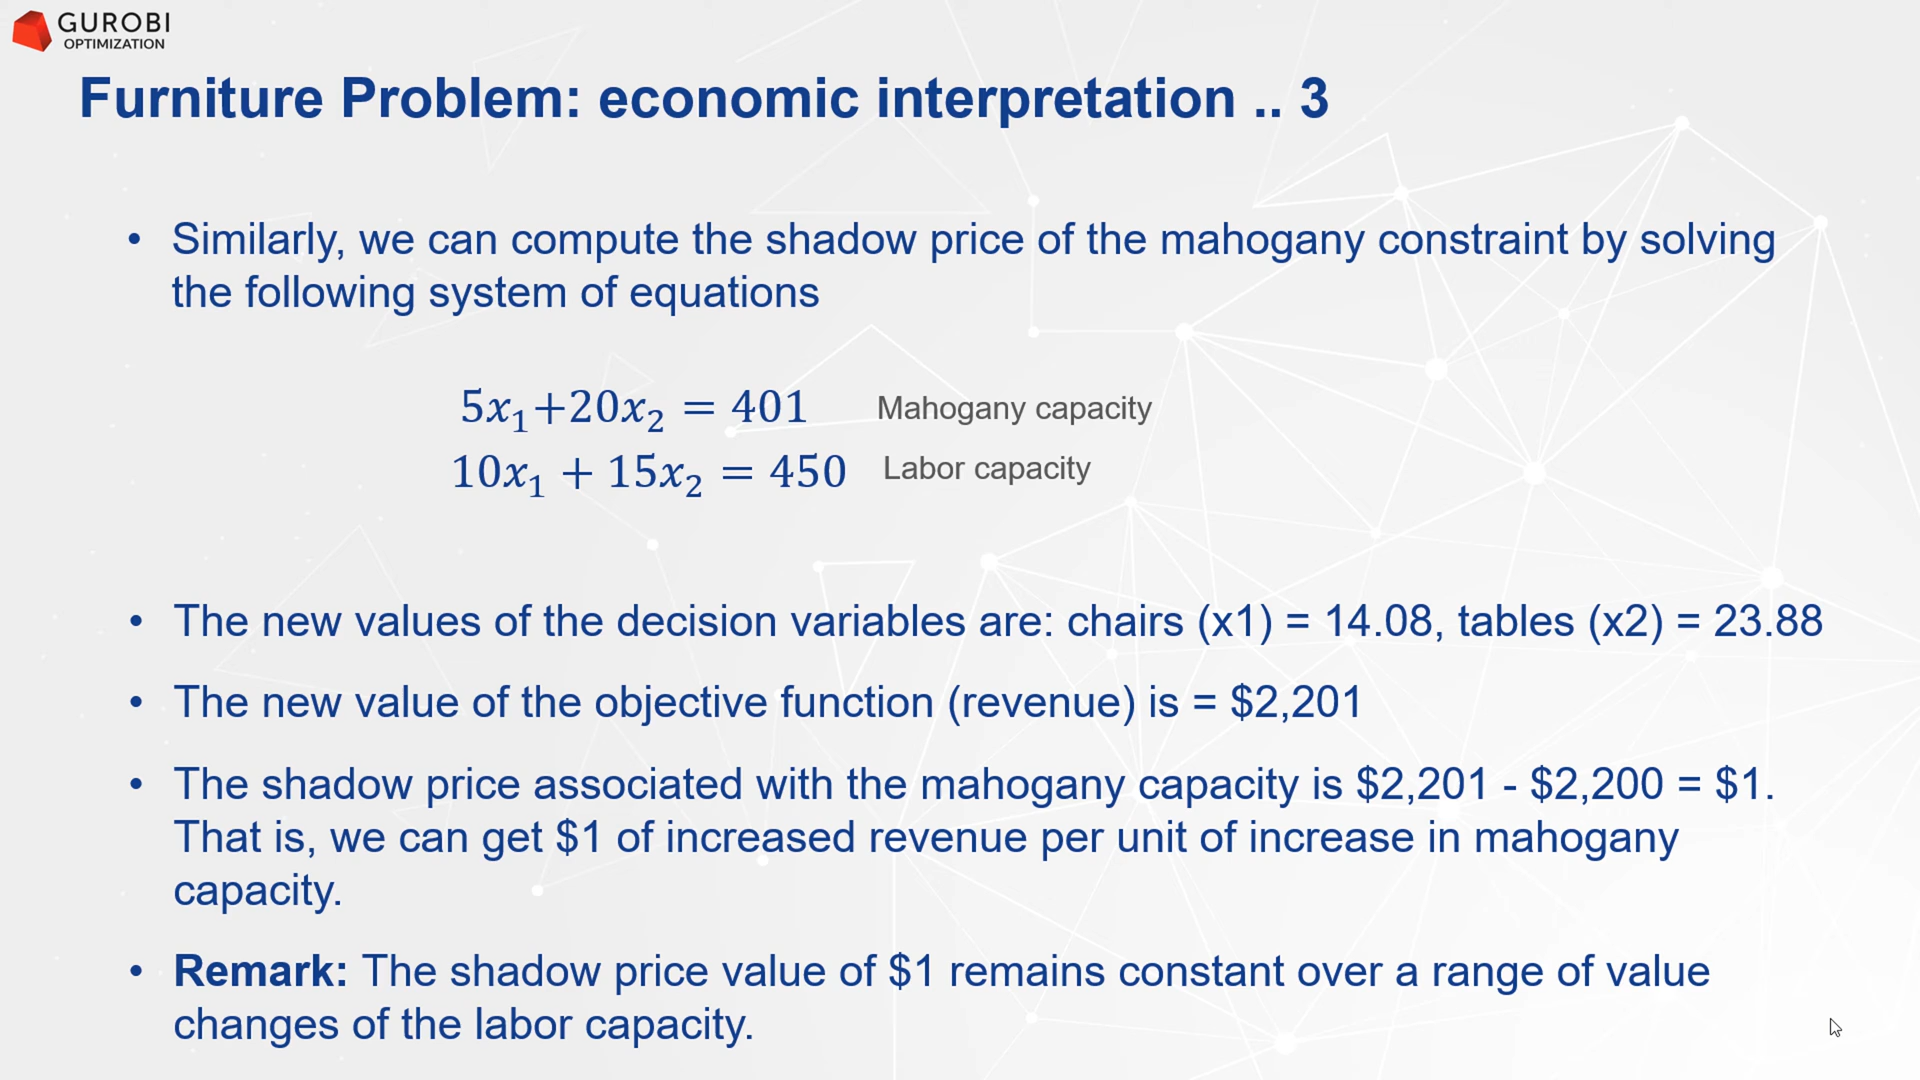 GUROBI
OPTIMIZATION
Furniture Problem: economic interpretation .. 3
• Similarly, we can compute the shadow price of the mahogany constraint by solving
the following system of equations
5x₁+20x₂ = 401 Mahogany capacity
10x₁ + 15x₂ = 450 Labor capacity
• The new values of the decision variables are: chairs (x1) = 14.08, tables (x2) = 23.88
• The new value of the objective function (revenue) is = $2,201
• The shadow price associated with the mahogany capacity is $2,201 - $2,200 = $1.
That is, we can get $1 of increased revenue per unit of increase in mahogany
capacity.
• Remark: The shadow price value of $1 remains constant over a range of value
changes of the labor capacity.